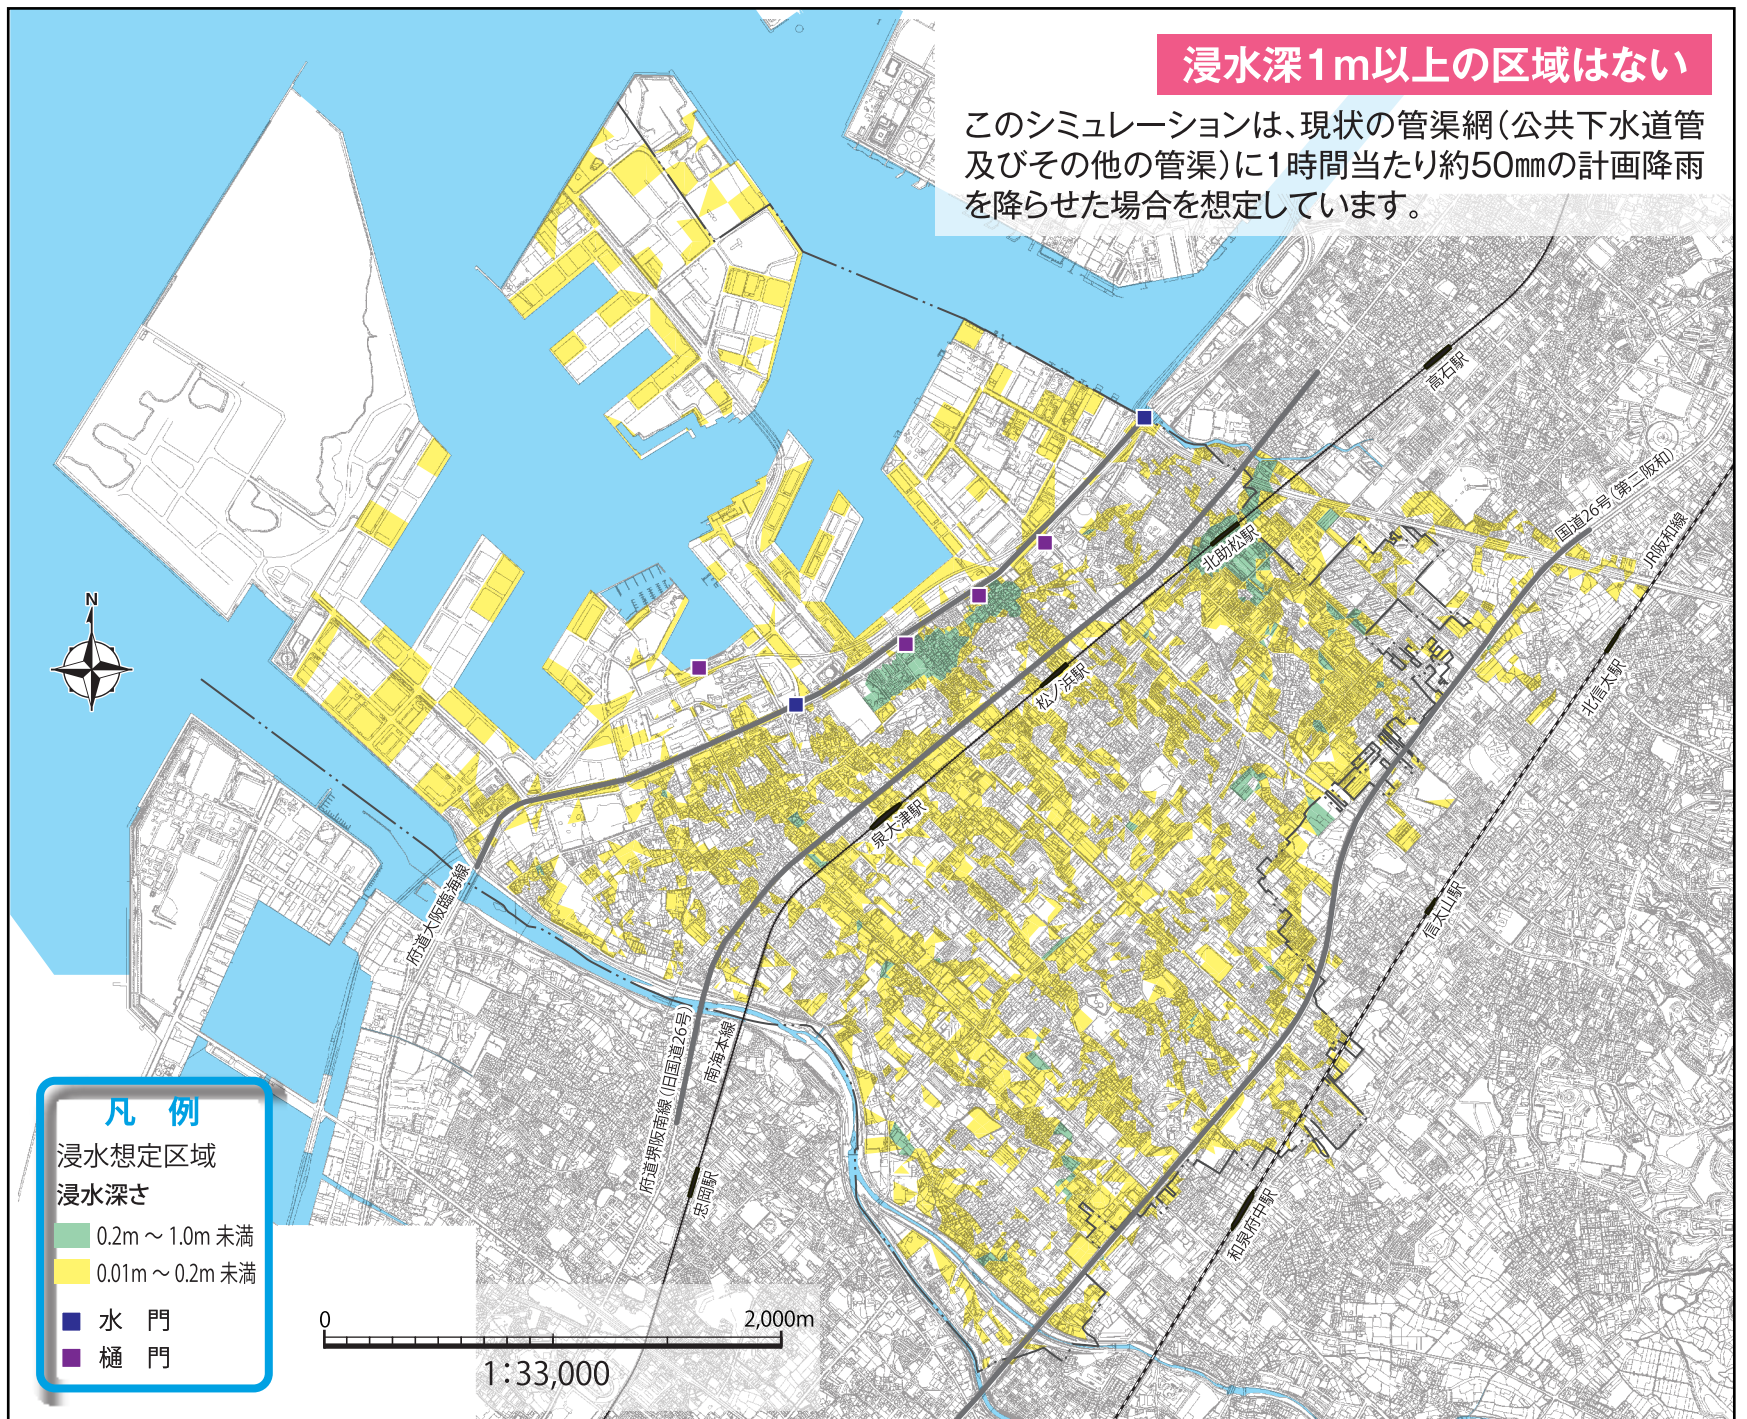 浸水深1m以上の区域はない
このシミュレーションは、現状の管渠網（公共下水道管
及びその他の管渠）に1時間当たり約50㎜の計画降雨
を降らせた場合を想定しています。
高石駅
国道26号（第二阪和）
JR阪和線
北助松駅
北信太駅
松ノ浜駅
泉大津駅
信太山駅
府道大阪臨海線
府道堺阪南線（旧国道26号）
南海本線
忠岡駅
和泉府中駅
N
凡 例
浸水想定区域
浸水深さ
0.2m ～ 1.0m 未満
0.01m ～ 0.2m 未満
水 門
樋 門
0 2,000m
1：33,000